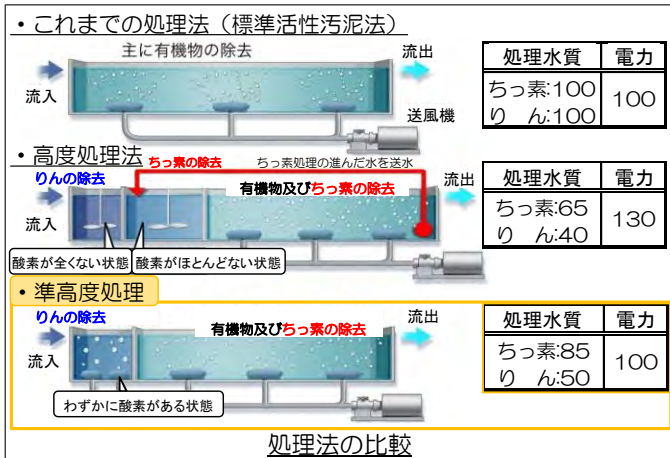 ・これまでの処理法（標準活性汚泥法）
主に有機物の除去
流入
流出
送風機
処理水質 電力
ちっ素:100
り　ん:100
100
・高度処理法
ちっ素の除去
ちっ素処理の進んだ水を送水
りんの除去
有機物及びちっ素の除去
流入
流出
酸素が全くない状態
酸素がほとんどない状態
処理水質 電力
ちっ素:65
り　ん:40
130
・準高度処理
りんの除去
有機物及びちっ素の除去
流入
流出
わずかに酸素がある状態
処理水質 電力
ちっ素:85
り　ん:50
100
処理法の比較